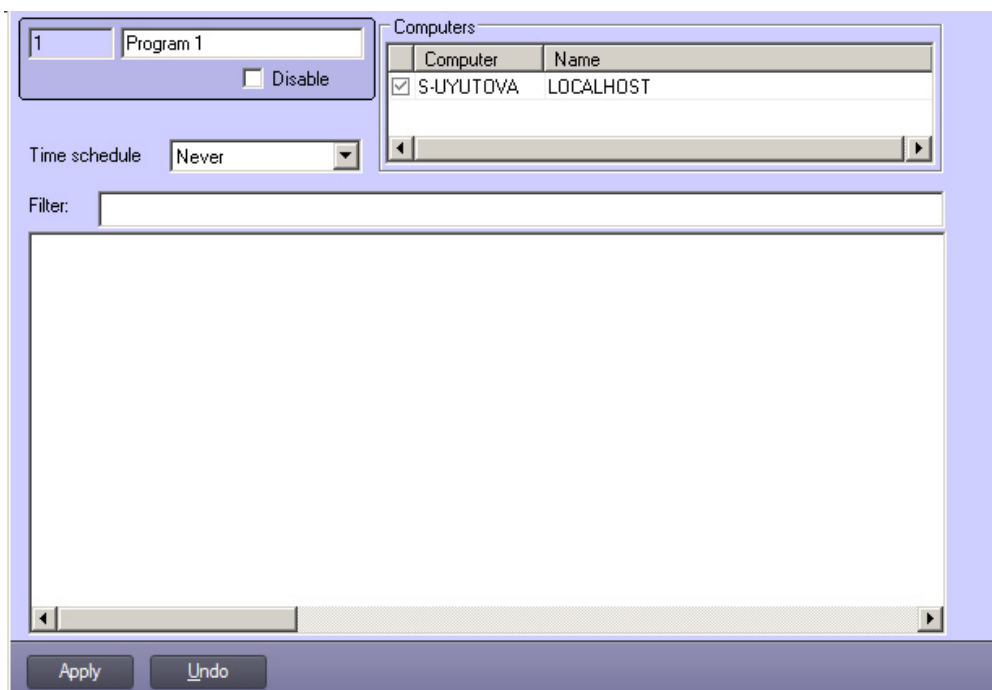 1
Program 1
Disable
Computers
Computer Name
S-UYUTOVA LOCALHOST
Time schedule Never
Filter:
Apply Undo